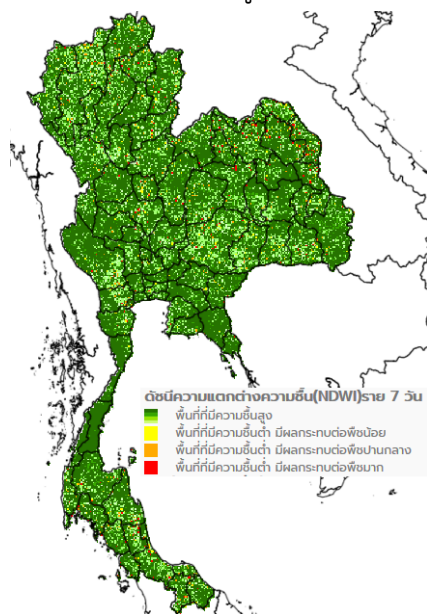 ดัชนีความแตกต่างความชื้น(NDWI)ราย 7 วัน
พื้นที่ที่มีความชื้นสูง
พื้นที่ที่มีความชื้นต่ำ มีผลกระทบต่อพืชน้อย
พื้นที่ที่มีความชื้นต่ำ มีผลกระทบต่อพืชปานกลาง
พื้นที่ที่มีความชื้นต่ำ มีผลกระทบต่อพืชมาก